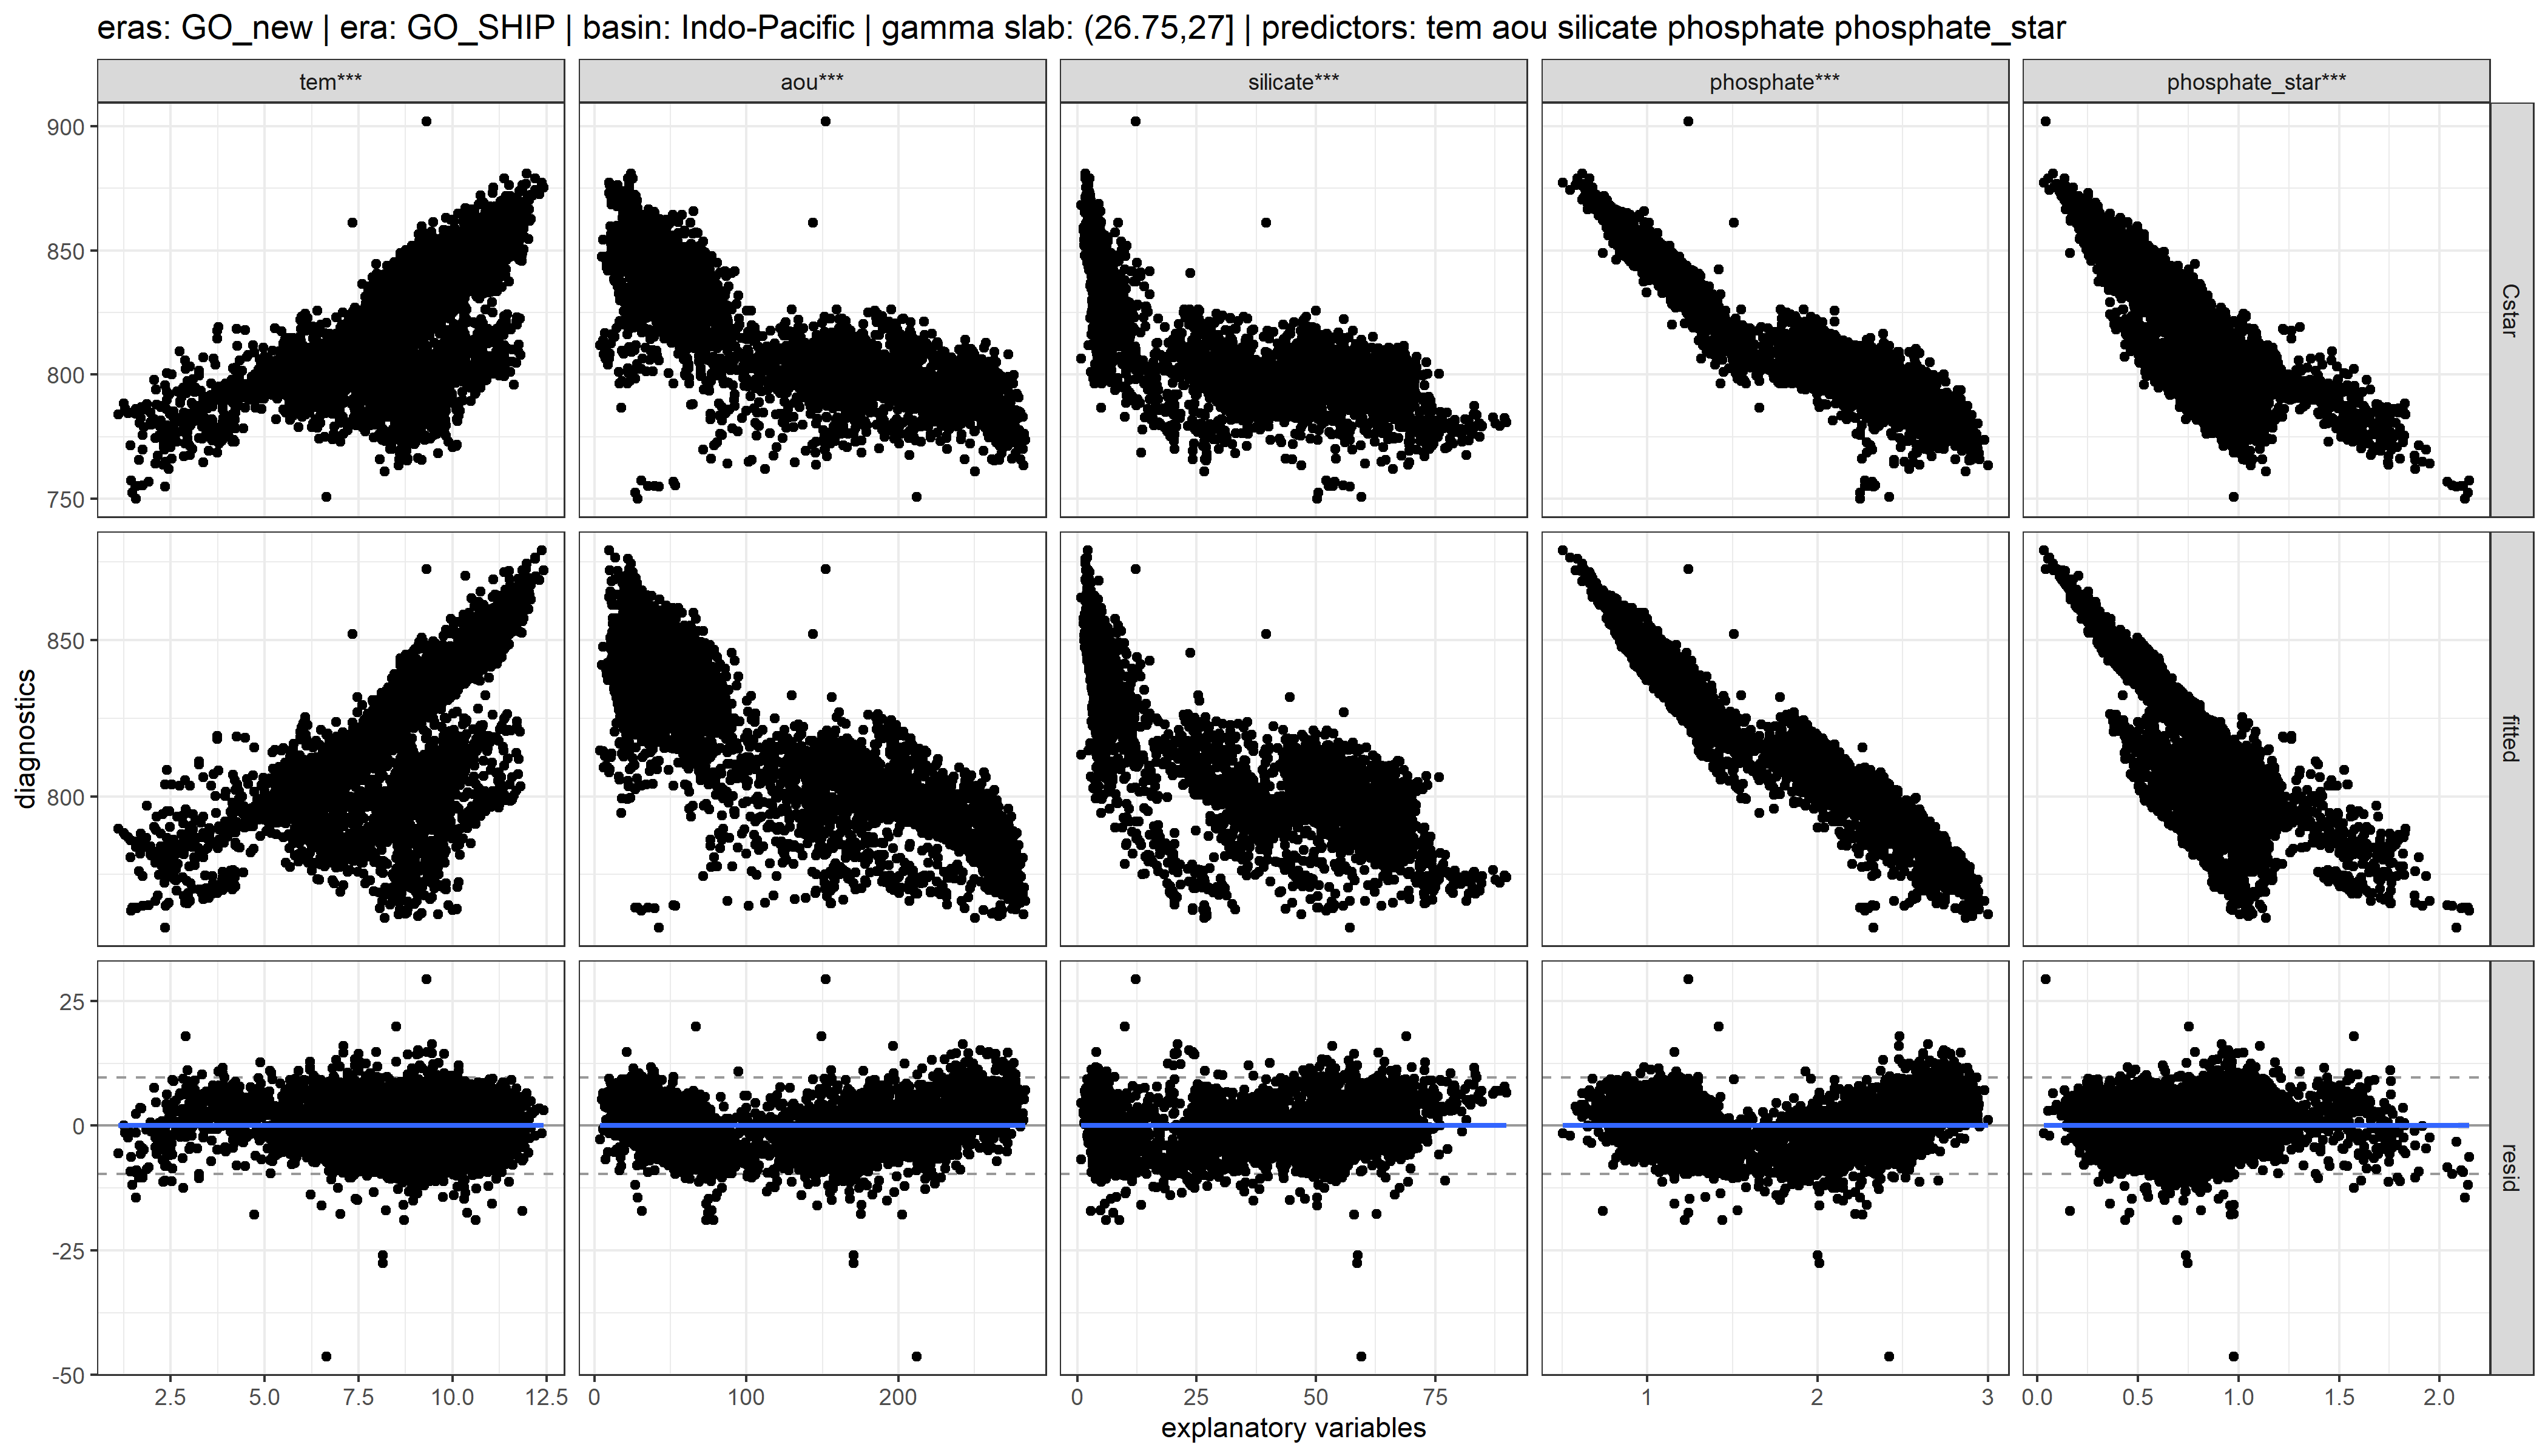 eras: GO_new | era: GO_SHIP | basin: Indo-Pacific | gamma slab: (26.75,27] | predictors: tem aou silicate phosphate phosphate_star
tem***
aou***
silicate***
phosphate***
phosphate_star***
900
850
800
750
Cstar
850
800
fitted
diagnostics
25
0
-25
-50
resid
2.5 5.0 7.5 10.0 12.5
0 100 200
0 25 50 75
1 2 3
0.0 0.5 1.0 1.5 2.0
explanatory variables